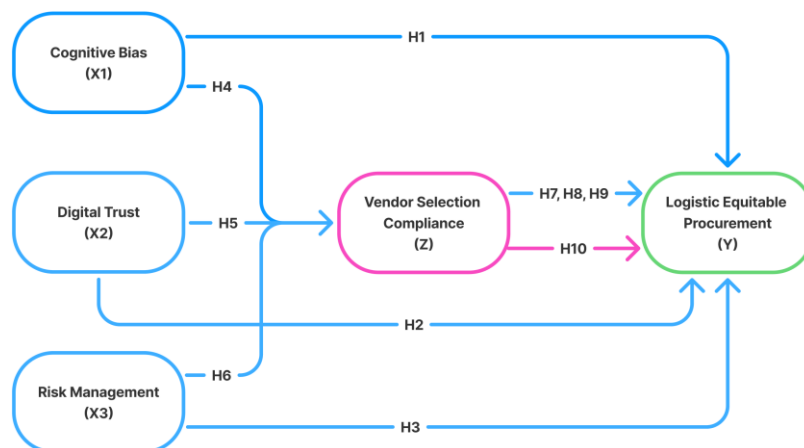 H1
Cognitive Bias
(X1)
H4
Digital Trust
(X2)
H5
Vendor Selection
Compliance
(Z)
H7, H8, H9
H10
Logistic Equitable
Procurement
(Y)
H2
Risk Management
(X3)
H6
H3